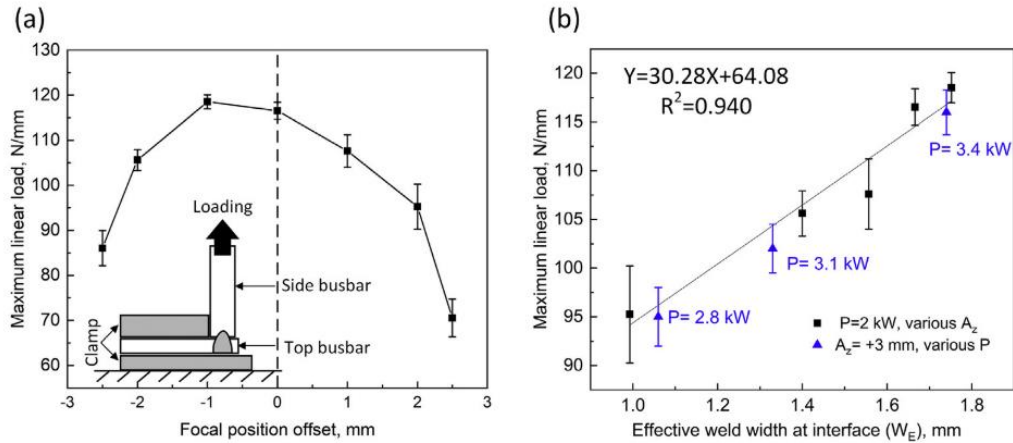 (a)
130
120
110
100
90
80
70
60
Maximum linear load, N/mm
Loading
Side busbar
Top busbar
Clamp
-3
-2
-1
0
1
2
3
Focal position offset, mm
(b)
Y=30.28X+64.08
R²=0.940
120
115
110
105
100
95
90
Maximum linear load, N/mm
P= 3.4 kW
P= 3.1 kW
P= 2.8 kW
P=2 kW, various A_z
A_z= +3 mm, various P
1.0
1.2
1.4
1.6
1.8
Effective weld width at interface (W_E), mm